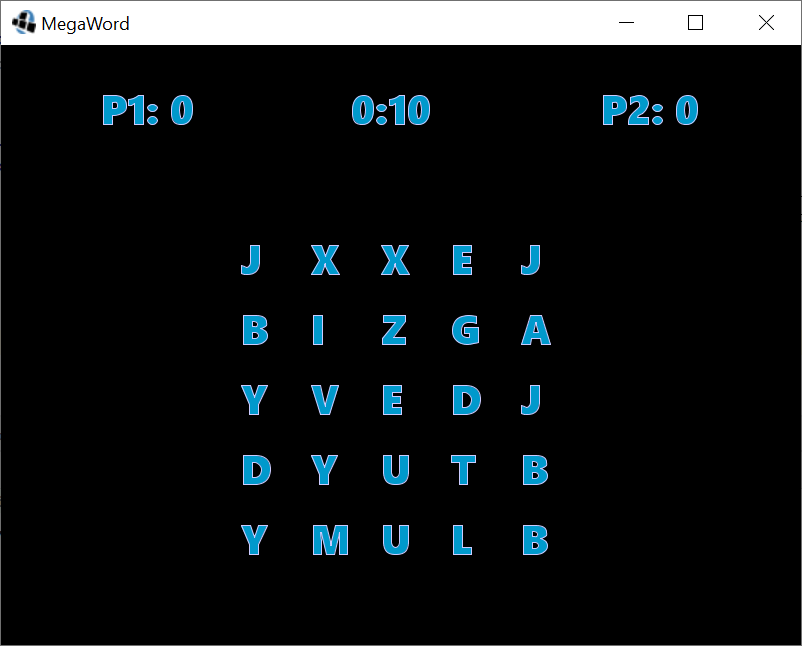 MegaWord
P1: 0 0:10 P2: 0
J X X E J
B I Z G A
Y V E D J
D Y U T B
Y M U L B